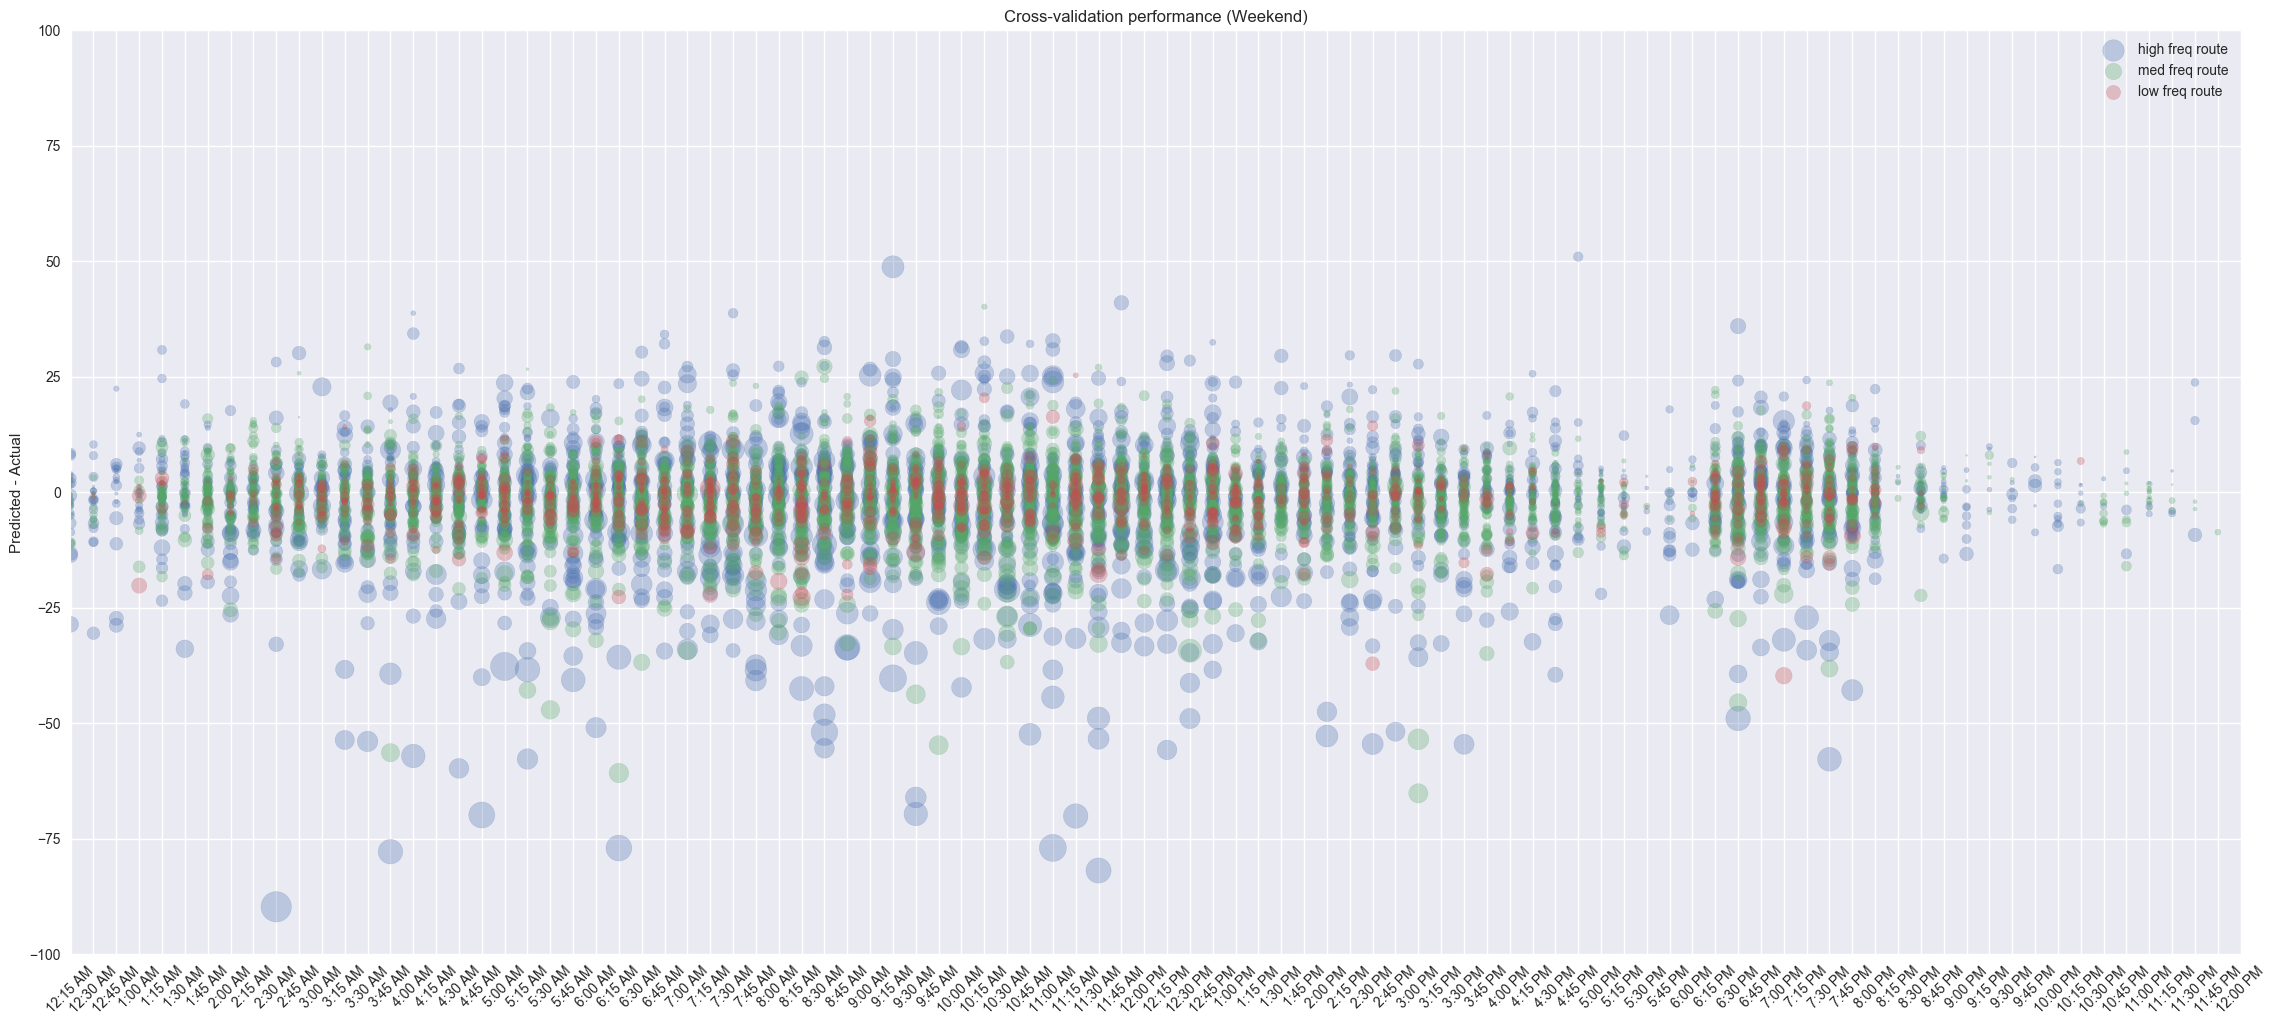 Cross-validation performance (Weekend)
high freq route
med freq route
low freq route
Predicted - Actual
100
75
50
25
0
−25
−50
−75
−100
12:15 AM
12:30 AM
12:45 AM
1:00 AM
1:15 AM
1:30 AM
1:45 AM
2:00 AM
2:15 AM
2:30 AM
2:45 AM
3:00 AM
3:15 AM
3:30 AM
3:45 AM
4:00 AM
4:15 AM
4:30 AM
4:45 AM
5:00 AM
5:15 AM
5:30 AM
5:45 AM
6:00 AM
6:15 AM
6:30 AM
6:45 AM
7:00 AM
7:15 AM
7:30 AM
7:45 AM
8:00 AM
8:15 AM
8:30 AM
8:45 AM
9:00 AM
9:15 AM
9:30 AM
9:45 AM
10:00 AM
10:15 AM
10:30 AM
10:45 AM
11:00 AM
11:15 AM
11:30 AM
11:45 AM
12:00 PM
12:15 PM
12:30 PM
12:45 PM
1:00 PM
1:15 PM
1:30 PM
1:45 PM
2:00 PM
2:15 PM
2:30 PM
2:45 PM
3:00 PM
3:15 PM
3:30 PM
3:45 PM
4:00 PM
4:15 PM
4:30 PM
4:45 PM
5:00 PM
5:15 PM
5:30 PM
5:45 PM
6:00 PM
6:15 PM
6:30 PM
6:45 PM
7:00 PM
7:15 PM
7:30 PM
7:45 PM
8:00 PM
8:15 PM
8:30 PM
8:45 PM
9:00 PM
9:15 PM
9:30 PM
9:45 PM
10:00 PM
10:15 PM
10:30 PM
10:45 PM
11:00 PM
11:15 PM
11:30 PM
11:45 PM
12:00 PM